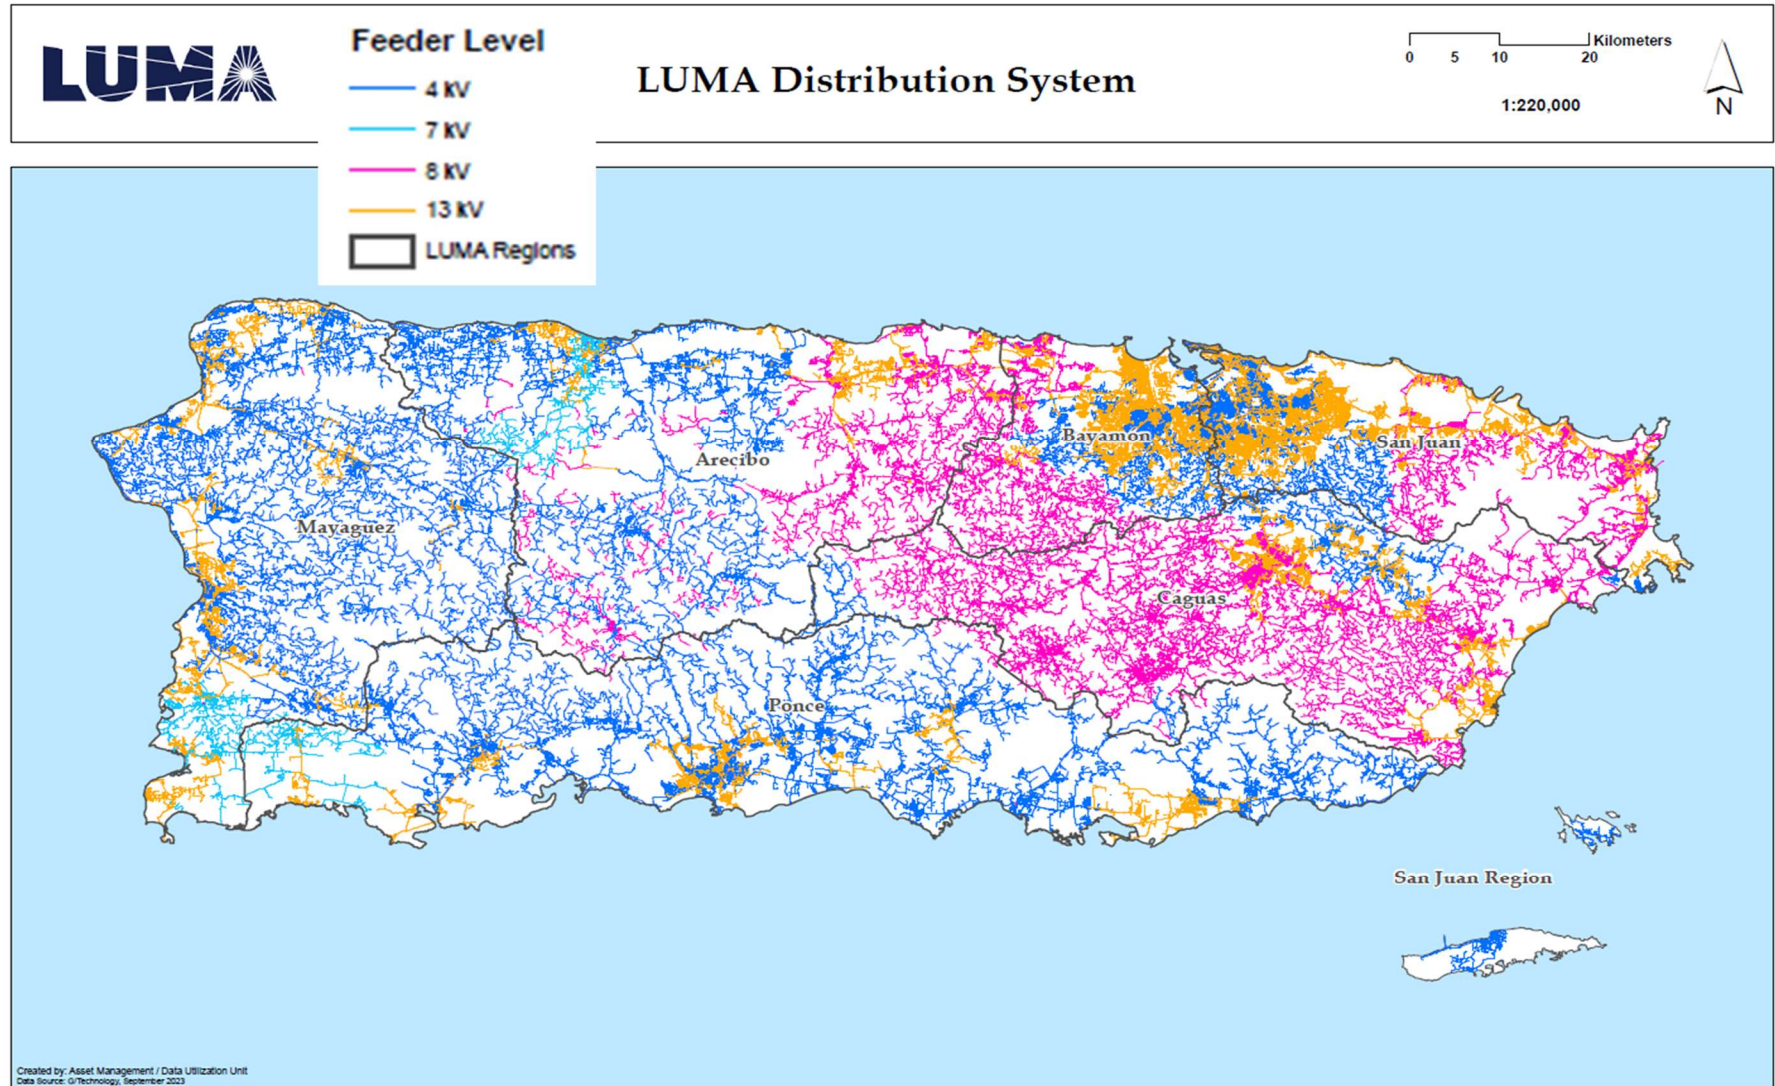 LUMA
Feeder Level
4 kV
7 kV
8 kV
13 kV
LUMA Regions
LUMA Distribution System
Kilometers
0 5 10 20
1:220,000
N
Bayamon
San Juan
Arecibo
Mayaguez
Caguas
Ponce
San Juan Region
Created by: Asset Management / Data Utilization Unit
Data Source: G/Technology, September 2023